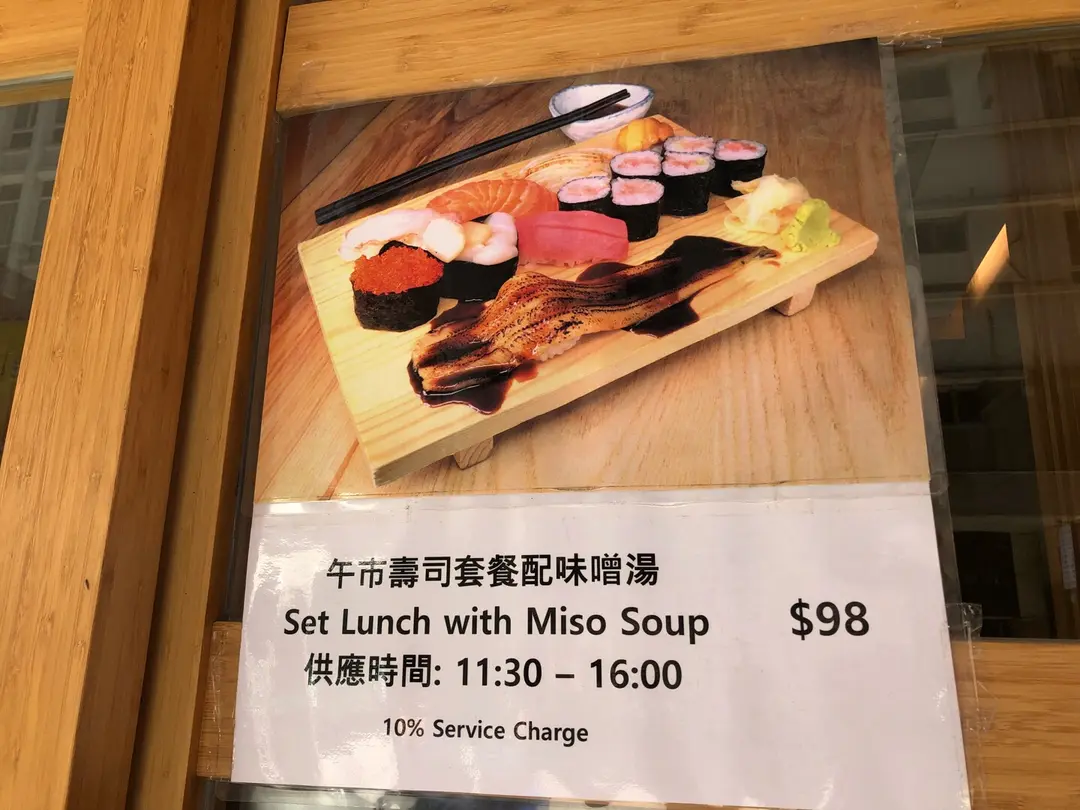 午市壽司套餐配味噌湯
Set Lunch with Miso Soup $98
供應時間: 11:30 – 16:00
10% Service Charge